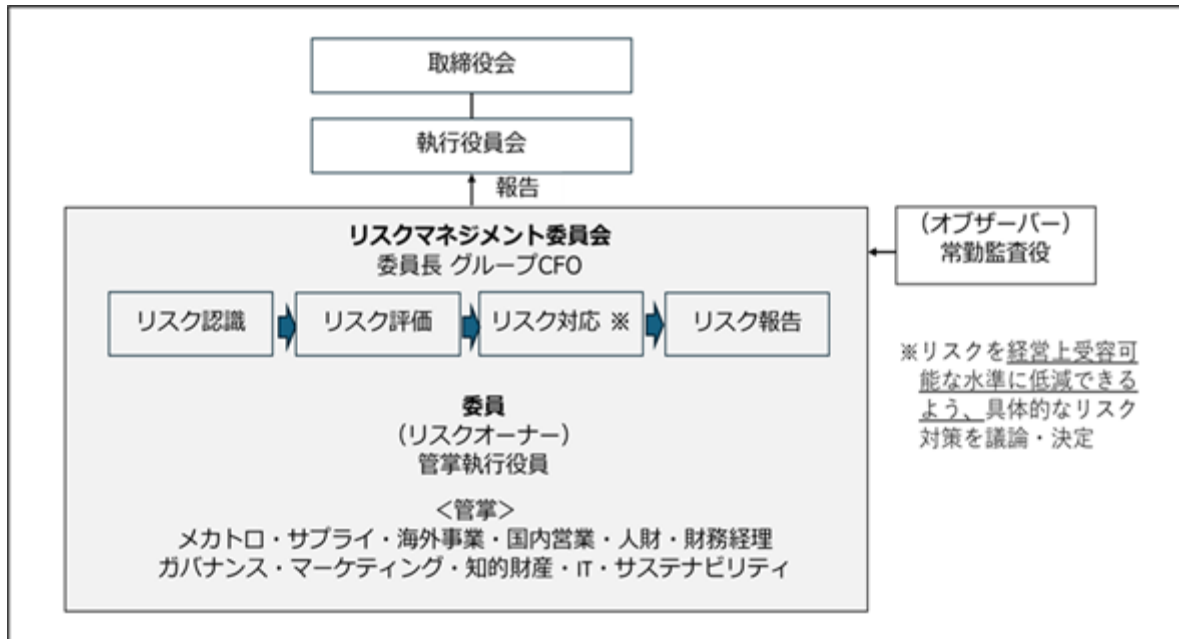 取締役会
執行役員会
報告
リスクマネジメント委員会
委員長 グループCFO
(オブザーバー)
常勤監査役
リスク認識
リスク評価
リスク対応 ※
リスク報告
※リスクを経営上受容可
能な水準に低減できる
よう、具体的なリスク
対策を議論・決定
委員
(リスクオーナー)
管掌執行役員
<管掌>
メカトロ・サプライ・海外事業・国内営業・人財・財務経理
ガバナンス・マーケティング・知的財産・IT・サステナビリティ